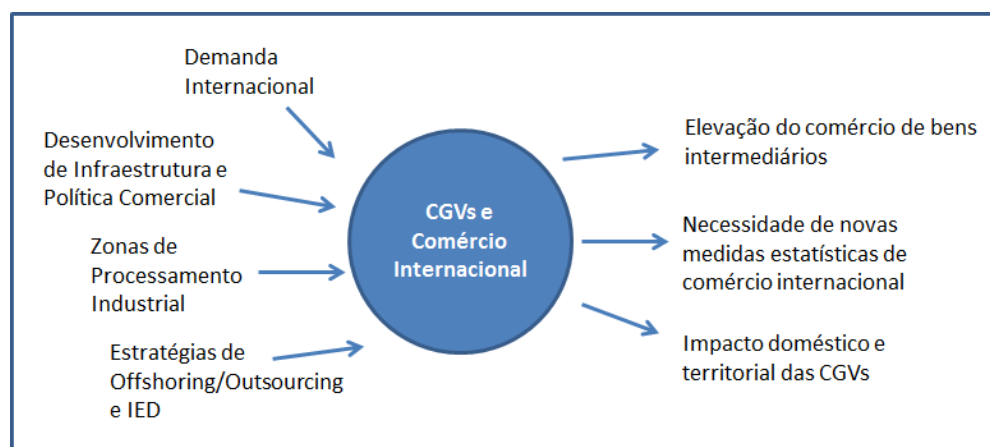 Demanda
Internacional
Desenvolvimento
de Infraestrutura e
Política Comercial
Zonas de
Processamento
Industrial
Estratégias de
Offshoring/Outsourcing
e IED
CGVs e
Comércio
Internacional
Elevação do comércio de bens
intermediários
Necessidade de novas
medidas estatísticas de
comércio internacional
Impacto doméstico e
territorial das CGVs